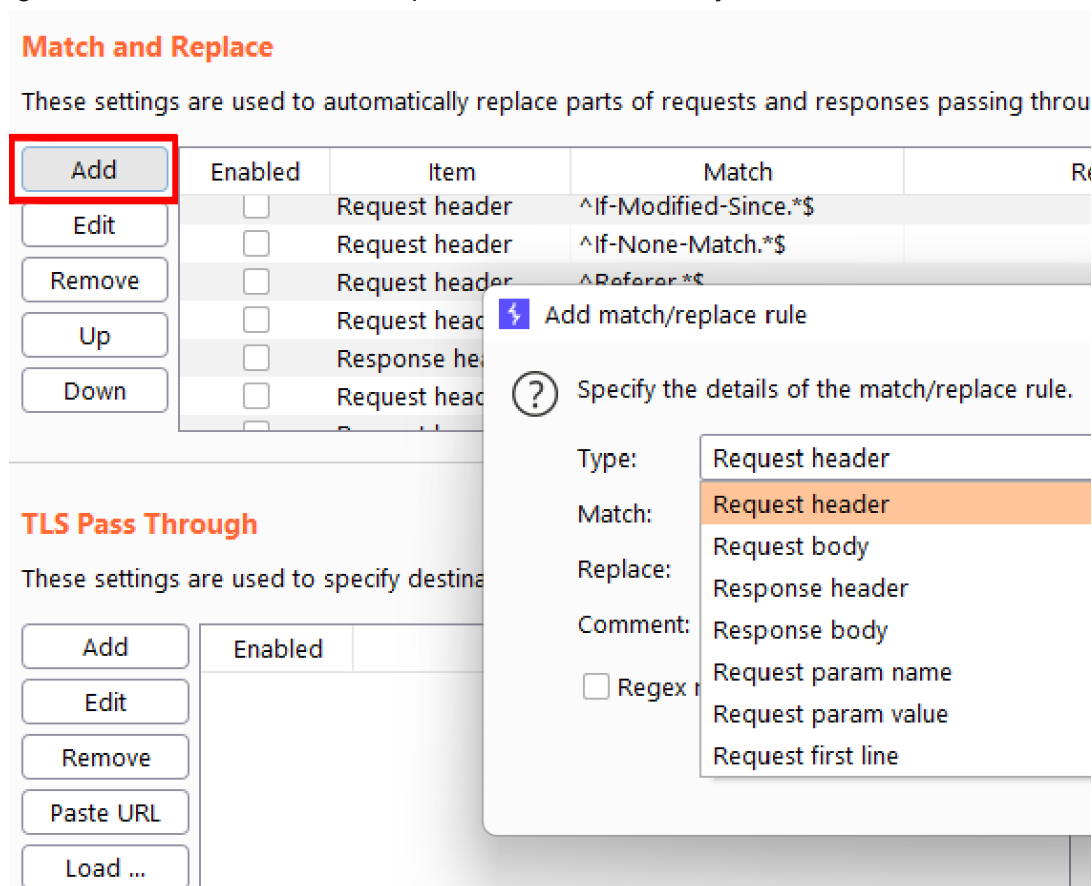 Match and Replace
These settings are used to automatically replace parts of requests and responses passing throu
Add
Enabled Item Match Re
Request header ^If-Modified-Since.*$
Edit
Request header ^If-None-Match.*$
Remove
Request header ^Referer.*$
Request head
Up
Response hea
Down
Request head
Add match/replace rule
Specify the details of the match/replace rule.
Type: Request header
Match: Request header
Request body
Replace:
Response header
Comment:
Response body
Request param name
Regex
Request param value
Request first line
TLS Pass Through
These settings are used to specify destina
Add
Enabled
Edit
Remove
Paste URL
Load ...